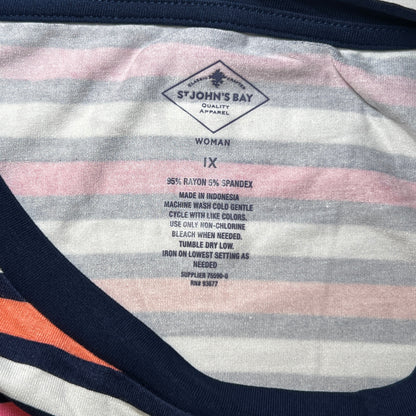 CLASSIC CRAFTED
ST JOHN'S BAY
QUALITY
APPAREL
WOMAN
1X
95% RAYON 5% SPANDEX
MADE IN INDONESIA
MACHINE WASH COLD GENTLE
CYCLE WITH LIKE COLORS.
USE ONLY NON-CHLORINE
BLEACH WHEN NEEDED.
TUMBLE DRY LOW.
IRON ON LOWEST SETTING AS
NEEDED
SUPPLIER 75590-0
RN# 93677